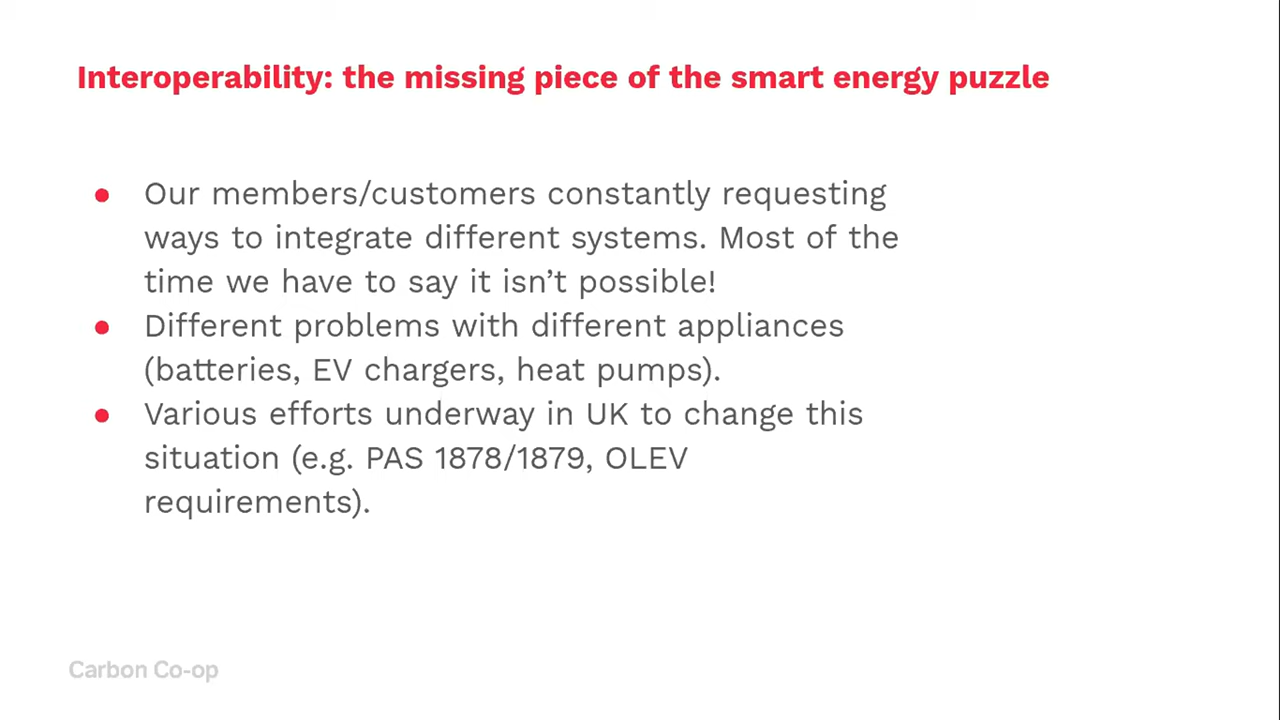 Interoperability: the missing piece of the smart energy puzzle
● Our members/customers constantly requesting
ways to integrate different systems. Most of the
time we have to say it isn’t possible!
● Different problems with different appliances
(batteries, EV chargers, heat pumps).
● Various efforts underway in UK to change this
situation (e.g. PAS 1878/1879, OLEV
requirements).
Carbon Co-op